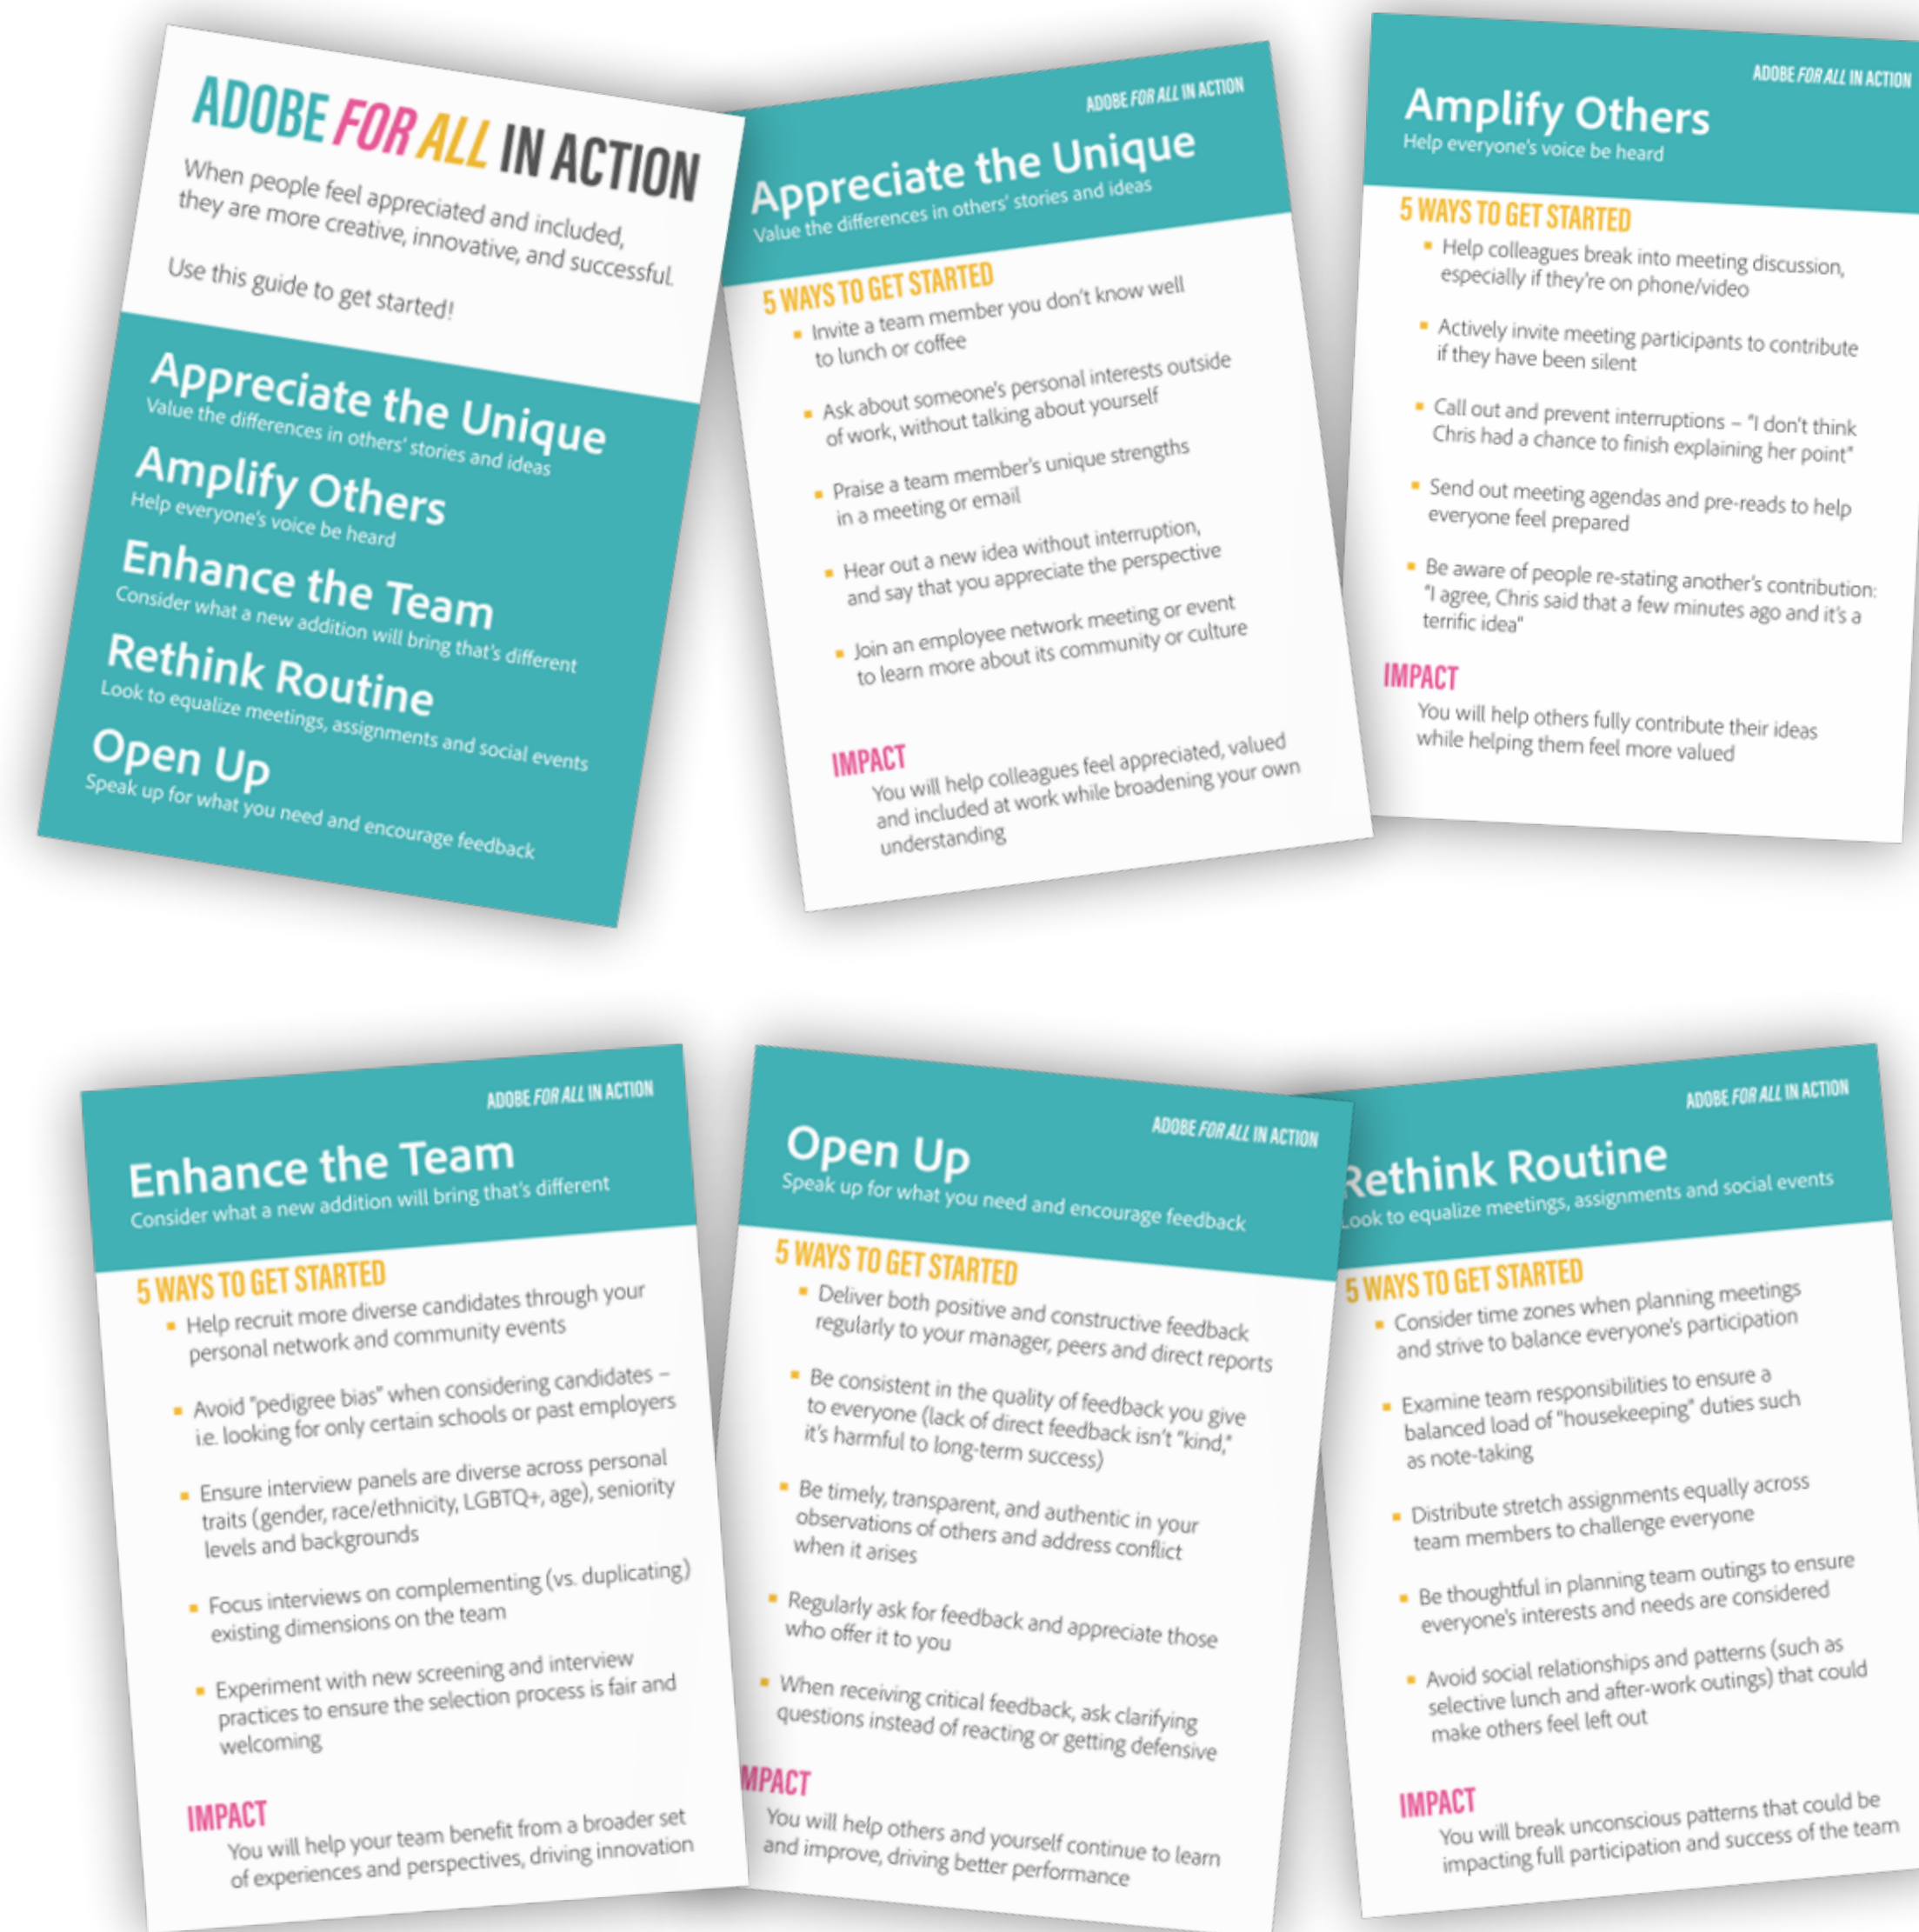 ADOBE FOR ALL IN ACTION
When people feel appreciated and included,
they are more creative, innovative, and successful.
Use this guide to get started!
Appreciate the Unique
Value the differences in others' stories and ideas
Amplify Others
Help everyone's voice be heard
Enhance the Team
Consider what a new addition will bring that's different
Rethink Routine
Look to equalize meetings, assignments and social events
Open Up
Speak up for what you need and encourage feedback
ADOBE FOR ALL IN ACTION
Appreciate the Unique
Value the differences in others' stories and ideas
5 WAYS TO GET STARTED
▪ Invite a team member you don't know well
to lunch or coffee
▪ Ask about someone's personal interests outside
of work, without talking about yourself
▪ Praise a team member's unique strengths
in a meeting or email
▪ Hear out a new idea without interruption,
and say that you appreciate the perspective
▪ Join an employee network meeting or event
to learn more about its community or culture
IMPACT
You will help colleagues feel appreciated, valued
and included at work while broadening your own
understanding
ADOBE FOR ALL IN ACTION
Amplify Others
Help everyone's voice be heard
5 WAYS TO GET STARTED
▪ Help colleagues break into meeting discussion,
especially if they're on phone/video
▪ Actively invite meeting participants to contribute
if they have been silent
▪ Call out and prevent interruptions – "I don't think
Chris had a chance to finish explaining her point"
▪ Send out meeting agendas and pre-reads to help
everyone feel prepared
▪ Be aware of people re-stating another's contribution:
"I agree, Chris said that a few minutes ago and it's a
terrific idea"
IMPACT
You will help others fully contribute their ideas
while helping them feel more valued
ADOBE FOR ALL IN ACTION
Enhance the Team
Consider what a new addition will bring that's different
5 WAYS TO GET STARTED
▪ Help recruit more diverse candidates through your
personal network and community events
▪ Avoid "pedigree bias" when considering candidates –
i.e. looking for only certain schools or past employers
▪ Ensure interview panels are diverse across personal
traits (gender, race/ethnicity, LGBTQ+, age), seniority
levels and backgrounds
▪ Focus interviews on complementing (vs. duplicating)
existing dimensions on the team
▪ Experiment with new screening and interview
practices to ensure the selection process is fair and
welcoming
IMPACT
You will help your team benefit from a broader set
of experiences and perspectives, driving innovation
ADOBE FOR ALL IN ACTION
Open Up
Speak up for what you need and encourage feedback
5 WAYS TO GET STARTED
▪ Deliver both positive and constructive feedback
regularly to your manager, peers and direct reports
▪ Be consistent in the quality of feedback you give
to everyone (lack of direct feedback isn't "kind,"
it's harmful to long-term success)
▪ Be timely, transparent, and authentic in your
observations of others and address conflict
when it arises
▪ Regularly ask for feedback and appreciate those
who offer it to you
▪ When receiving critical feedback, ask clarifying
questions instead of reacting or getting defensive
MPACT
You will help others and yourself continue to learn
and improve, driving better performance
ADOBE FOR ALL IN ACTION
Rethink Routine
Look to equalize meetings, assignments and social events
5 WAYS TO GET STARTED
▪ Consider time zones when planning meetings
and strive to balance everyone's participation
▪ Examine team responsibilities to ensure a
balanced load of "housekeeping" duties such
as note-taking
▪ Distribute stretch assignments equally across
team members to challenge everyone
▪ Be thoughtful in planning team outings to ensure
everyone's interests and needs are considered
▪ Avoid social relationships and patterns (such as
selective lunch and after-work outings) that could
make others feel left out
IMPACT
You will break unconscious patterns that could be
impacting full participation and success of the team